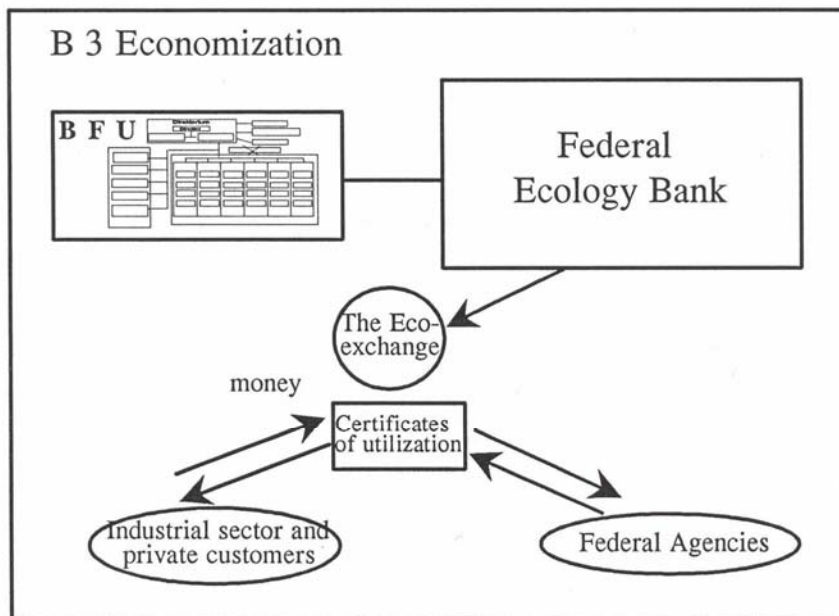 B 3 Economization
B F U
Federal
Ecology Bank
The Eco-
exchange
money
Certificates
of utilization
Industrial sector and
private customers
Federal Agencies